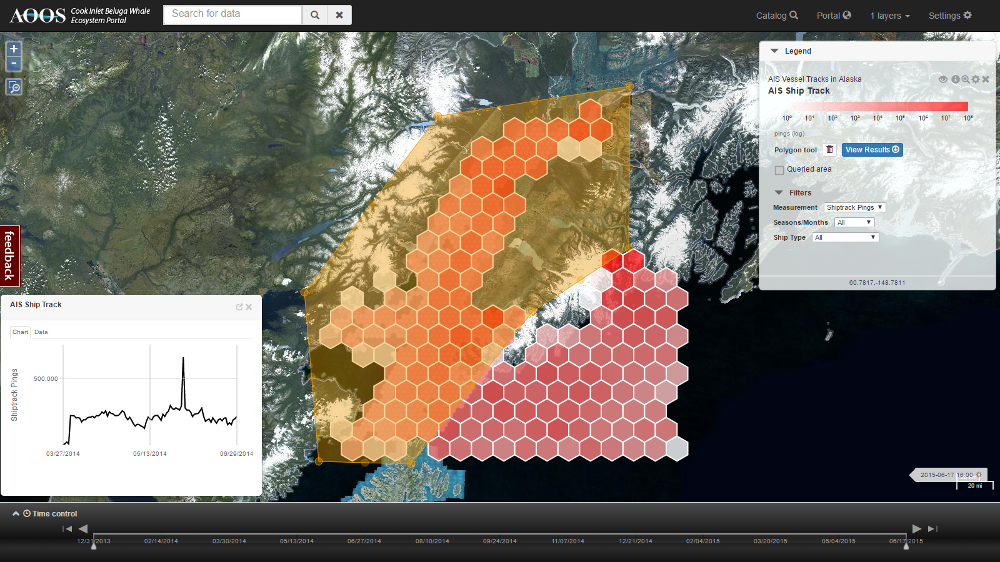 AOOS
Cook Inlet Beluga Whale
Ecosystem Portal
Search for data
Catalog
Portal
1 layers
Settings
+
-
Legend
AIS Vessel Tracks in Alaska
AIS Ship Track
10⁰ 10¹ 10² 10³ 10⁴ 10⁵ 10⁶ 10⁷ 10⁸
pings (log)
Polygon tool View Results
Queried area
Filters
Measurement Shiptrack Pings
Seasons/Months All
Ship Type All
60.7817,-148.7811
feedback
AIS Ship Track
Chart Data
Shiptrack Pings
500,000
03/27/2014 05/13/2014 06/29/2014
2015-06-17 16:00
20 mi
Time control
12/31/2013 02/14/2014 03/30/2014 05/13/2014 06/27/2014 08/10/2014 09/24/2014 11/07/2014 12/21/2014 02/04/2015 03/20/2015 05/04/2015 06/17/2015